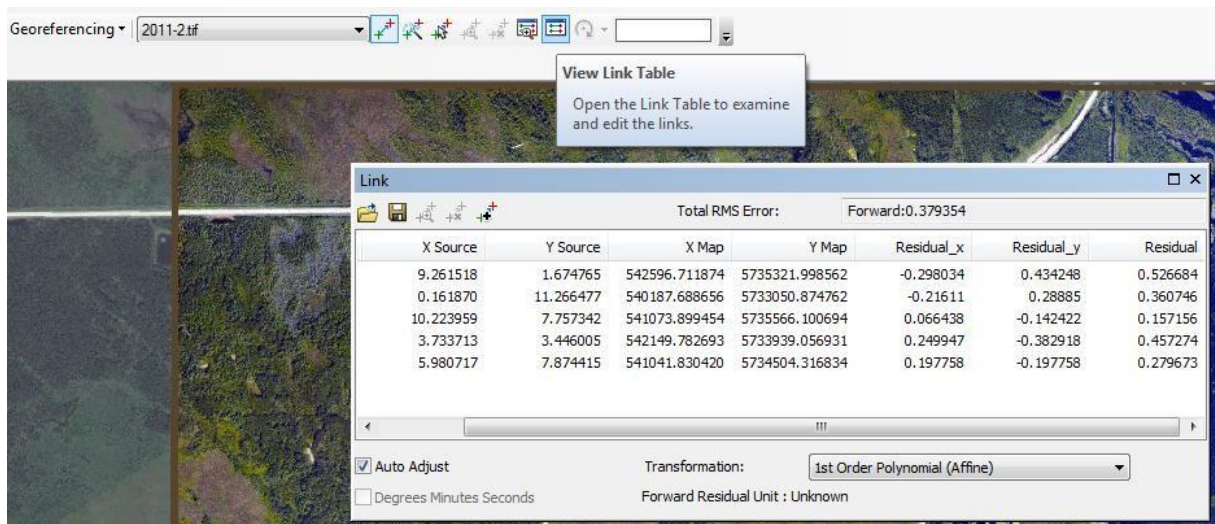 Georeferencing 2011-2.tif
View Link Table
Open the Link Table to examine
and edit the links.
Link
Total RMS Error: Forward:0.379354
X Source Y Source X Map Y Map Residual_x Residual_y Residual
9.261518 1.674765 542596.711874 5735321.998562 -0.298034 0.434248 0.526684
0.161870 11.266477 540187.688656 5733050.874762 -0.21611 0.28885 0.360746
10.223959 7.757342 541073.899454 5735566.100694 0.066438 -0.142422 0.157156
3.733713 3.446005 542149.782693 5733939.056931 0.249947 -0.382918 0.457274
5.980717 7.874415 541041.830420 5734504.316834 0.197758 -0.197758 0.279673
Auto Adjust Transformation: 1st Order Polynomial (Affine)
Degrees Minutes Seconds Forward Residual Unit : Unknown